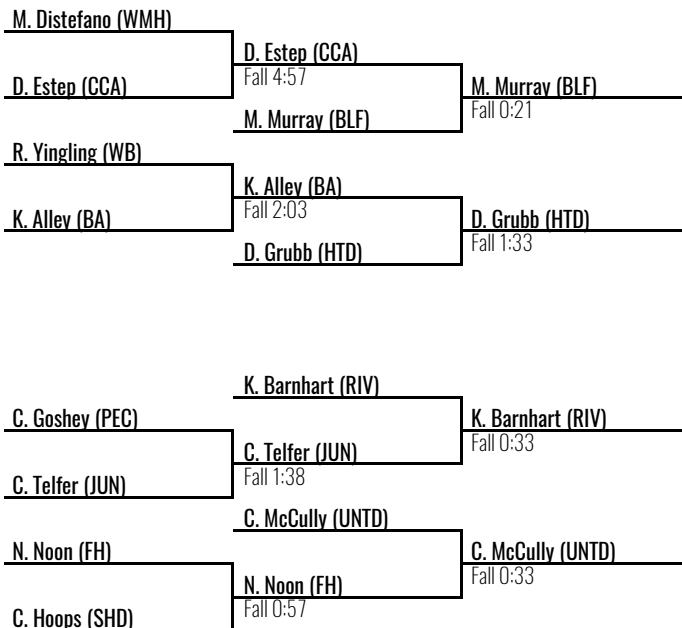 M. Distefano (WMH)
D. Estep (CCA)
D. Estep (CCA)
Fall 4:57
M. Murray (BLF)
M. Murray (BLF)
Fall 0:21
R. Yingling (WB)
K. Alley (BA)
K. Alley (BA)
Fall 2:03
D. Grubb (HTD)
D. Grubb (HTD)
Fall 1:33
K. Barnhart (RIV)
C. Goshey (PEC)
K. Barnhart (RIV)
Fall 0:33
C. Telfer (JUN)
Fall 1:38
C. Telfer (JUN)
C. McCully (UNTD)
N. Noon (FH)
C. McCully (UNTD)
Fall 0:33
N. Noon (FH)
Fall 0:57
C. Hoops (SHD)